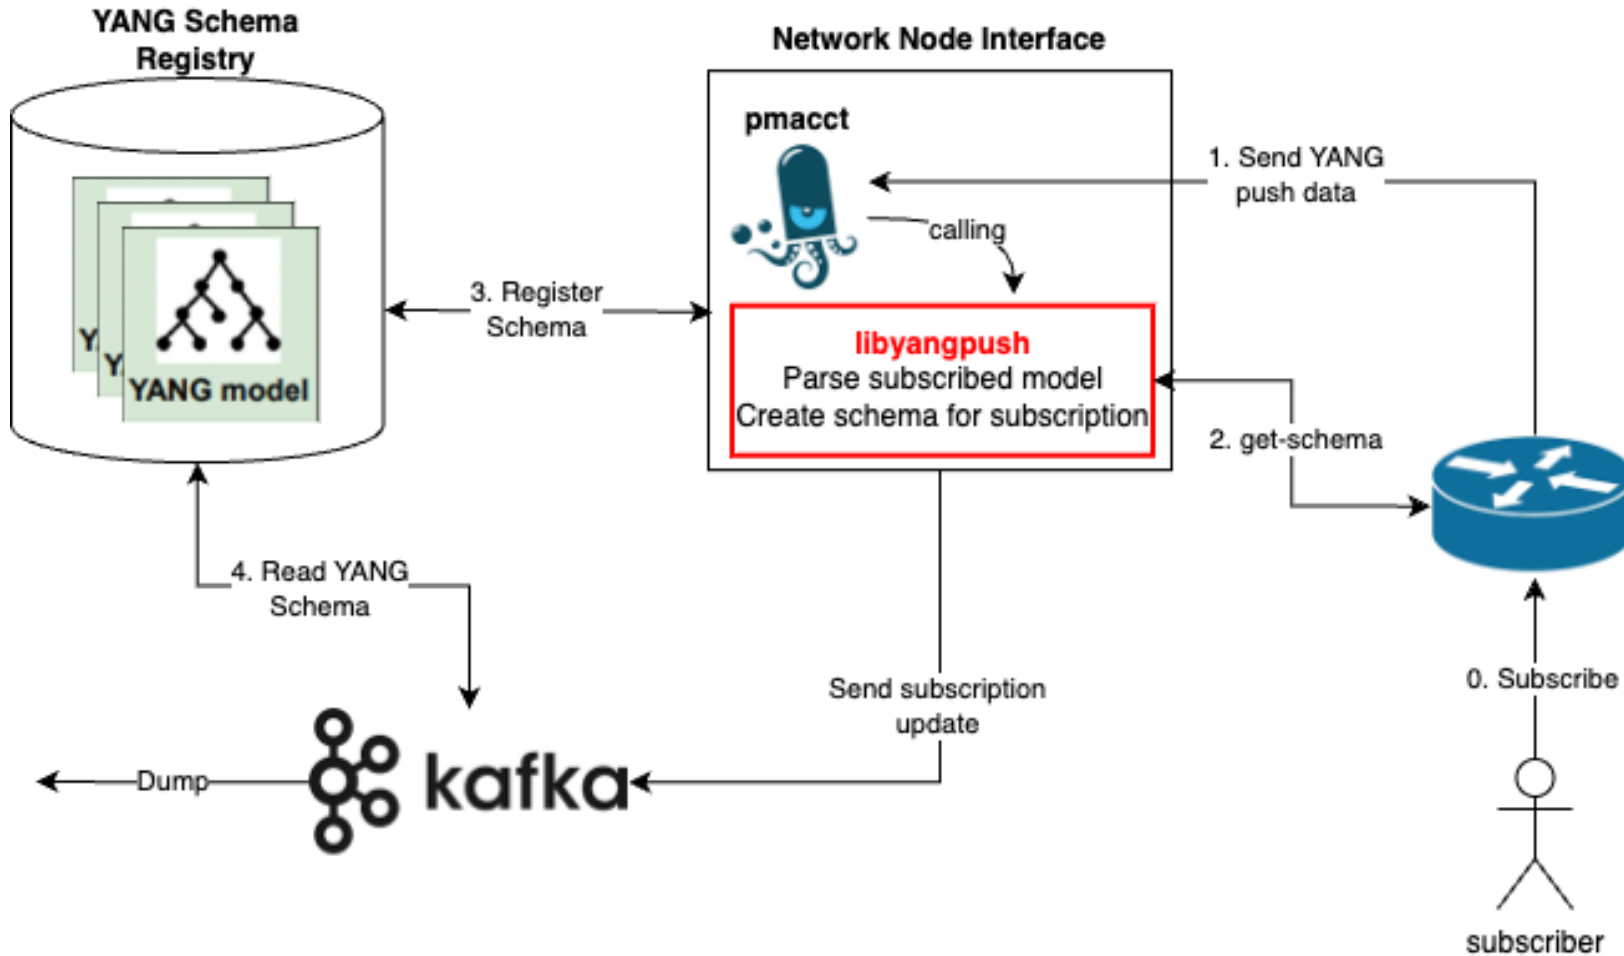 YANG Schema
Registry
Network Node Interface
pmacct
1. Send YANG
push data
calling
3. Register
Schema
libyangpush
Parse subscribed model
Create schema for subscription
Y
Y
YANG model
2. get-schema
4. Read YANG
Schema
Send subscription
update
0. Subscribe
Dump
kafka
subscriber